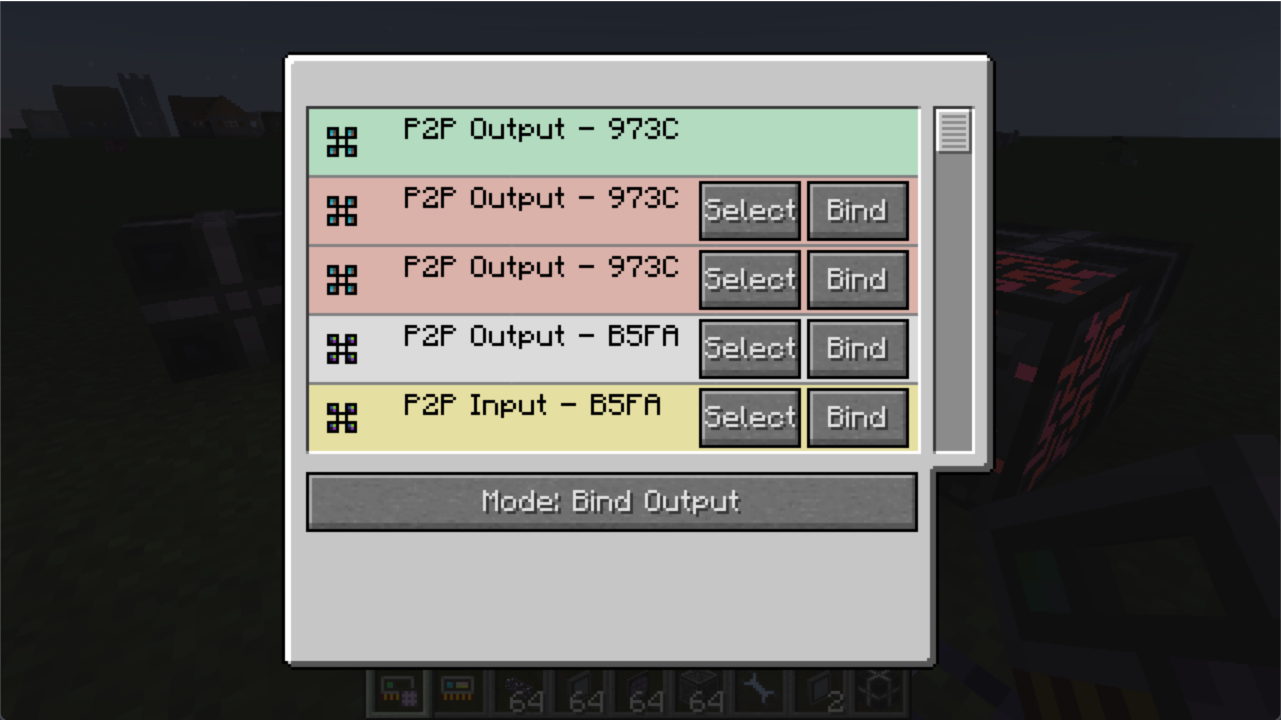 P2P Output - 973C
P2P Output - 973C
Select
Bind
P2P Output - 973C
Select
Bind
P2P Output - B5FA
Select
Bind
P2P Input - B5FA
Select
Bind
Mode: Bind Output
64
64
64
64
2